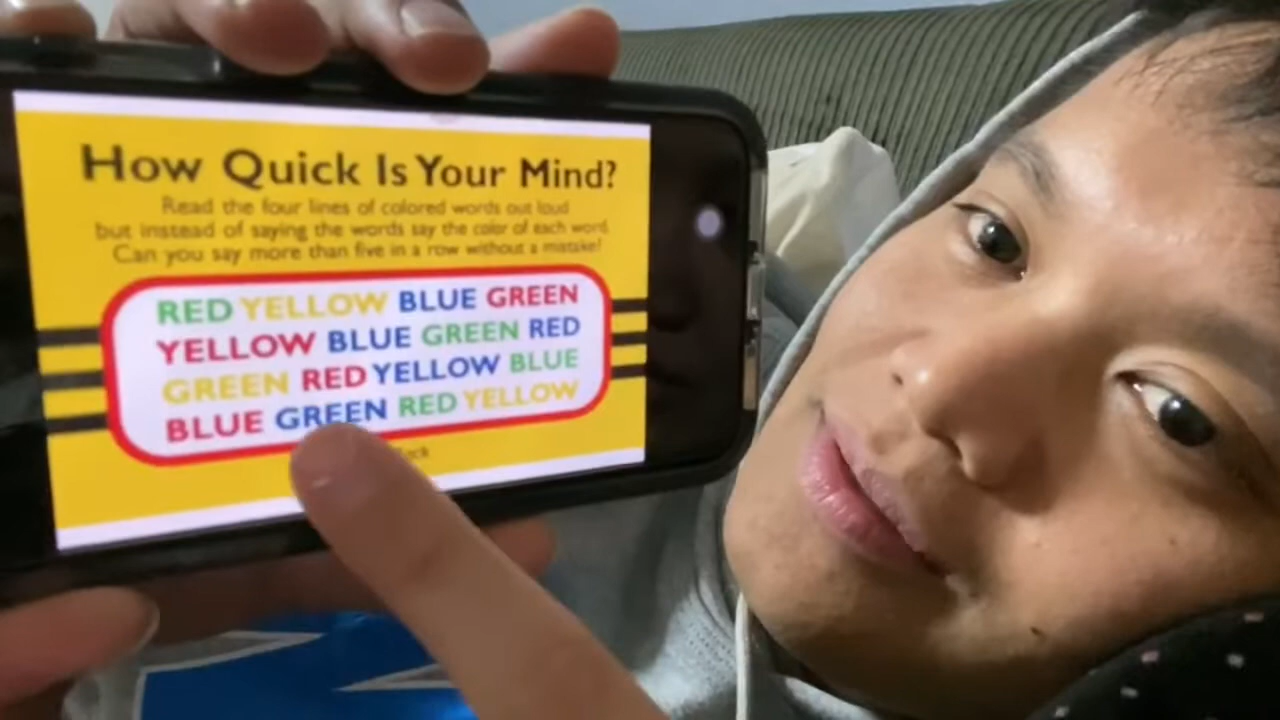 How Quick Is Your Mind?
Read the four lines of colored words out loud
but instead of saying the words say the color of each word.
Can you say more than five in a row without a mistake?
RED YELLOW BLUE GREEN
YELLOW BLUE GREEN RED
GREEN RED YELLOW BLUE
BLUE GREEN RED YELLOW